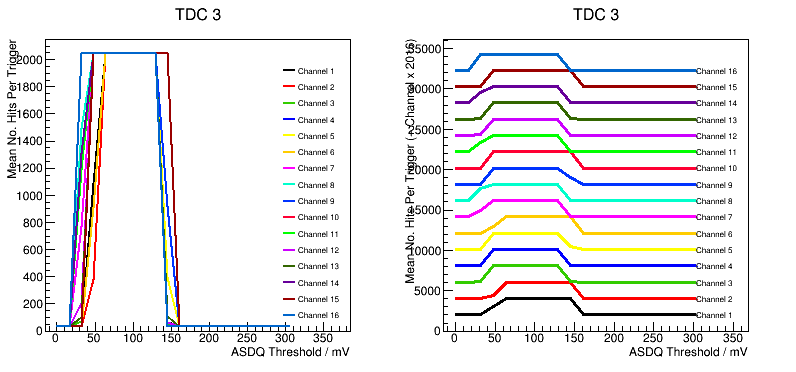 TDC 3
Mean No. Hits Per Trigger
2000
1800
1600
1400
1200
1000
800
600
400
200
0
0 50 100 150 200 250 300 350
ASDQ Threshold / mV
Channel 1
Channel 2
Channel 3
Channel 4
Channel 5
Channel 6
Channel 7
Channel 8
Channel 9
Channel 10
Channel 11
Channel 12
Channel 13
Channel 14
Channel 15
Channel 16
TDC 3
Mean No. Hits Per Trigger (+ Channel x 2016)
35000
30000
25000
20000
15000
10000
5000
0
0 50 100 150 200 250 300 350
ASDQ Threshold / mV
Channel 16
Channel 15
Channel 14
Channel 13
Channel 12
Channel 11
Channel 10
Channel 9
Channel 8
Channel 7
Channel 6
Channel 5
Channel 4
Channel 3
Channel 2
Channel 1